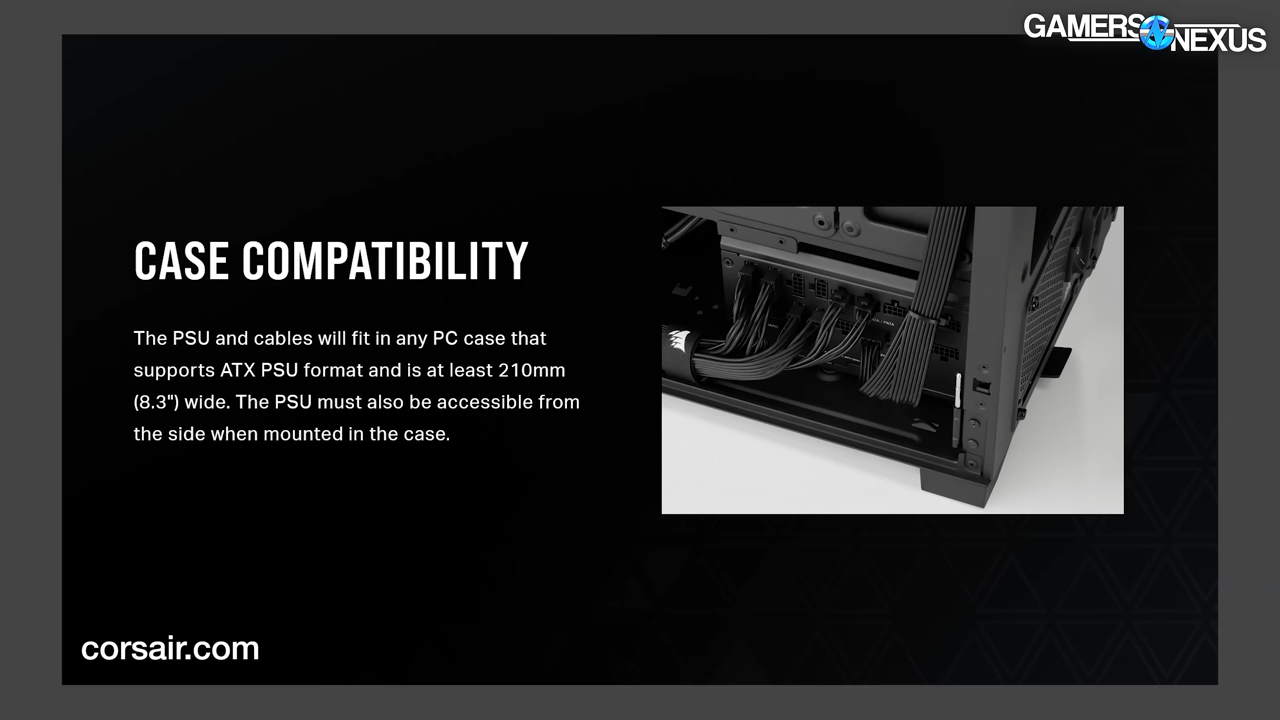 GAMERS NEXUS
CASE COMPATIBILITY
The PSU and cables will fit in any PC case that
supports ATX PSU format and is at least 210mm
(8.3") wide. The PSU must also be accessible from
the side when mounted in the case.
corsair.com